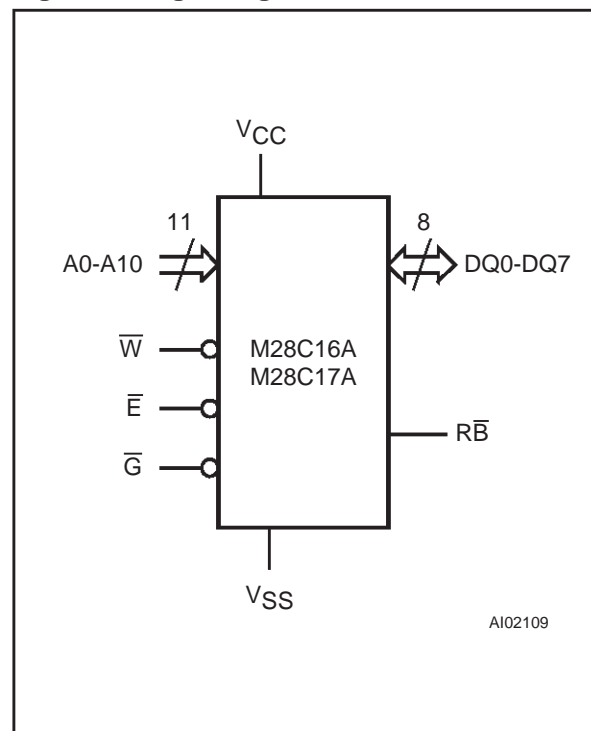 VCC
11
8
A0-A10
DQ0-DQ7
W̅
M28C16A
M28C17A
E̅
RB̅
G̅
VSS
AI02109